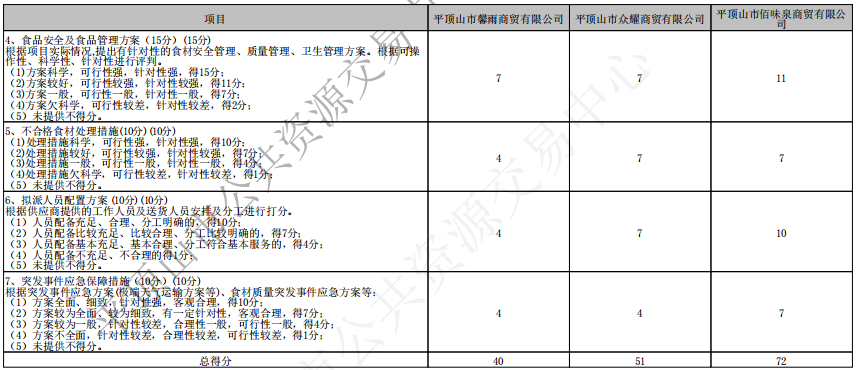 项目 平顶山市馨雨商贸有限公司 平顶山市众耀商贸有限公司 平顶山市佰味泉商贸有限公司
4、食品安全及食品管理方案（15分）(15分)
根据项目实际情况,提出有针对性的食材安全管理、质量管理、卫生管理方案。根据可操
作性、科学性、针对性进行评判。
(1)方案科学，可行性强，针对性强，得15分；
(2)方案较好，可行性较强，针对性较强，得11分；
(3)方案一般，可行性一般，针对性一般，得7分；
(4)方案欠科学，可行性较差，针对性较差，得2分；
(5）未提供不得分。
7 7 11
5、不合格食材处理措施(10分)(10分)
(1)处理措施科学，可行性强，针对性强，得10分；
(2)处理措施较好，可行性较强，针对性较强，得7分；
(3)处理措施一般，可行性一般，针对性一般，得4分；
(4)处理措施欠科学，可行性较差，针对性较差，得1分；
(5）未提供不得分。
4 7 7
6、拟派人员配置方案(10分)(10分)
根据供应商提供的工作人员及送货人员安排及分工进行打分。
(1）人员配备充足、合理、分工明确的，得10分；
(2）人员配备比较充足、比较合理、分工比较明确的，得7分；
(3）人员配备基本充足、基本合理、分工符合基本服务的，得4分；
(4）人员配备不充足、不合理的得1分；
(5）未提供不得分。
4 7 10
7、突发事件应急保障措施（10分）(10分)
根据突发事件应急方案(极端天气运输方案等)、食材质量突发事件应急方案等：
(1）方案全面、细致，针对性强，客观合理，得10分；
(2）方案较为全面、较为细致，有一定针对性，客观合理，得7分；
(3）方案较为一般，针对性较差，合理性一般，可行性一般，得4分；
(4）方案不全面，针对性较差，合理性较差，可行性较差，得1分；
(5）未提供不得分。
4 4 7
总得分 40 51 72
平顶山市公共资源交易中心
市公共资源交易中心